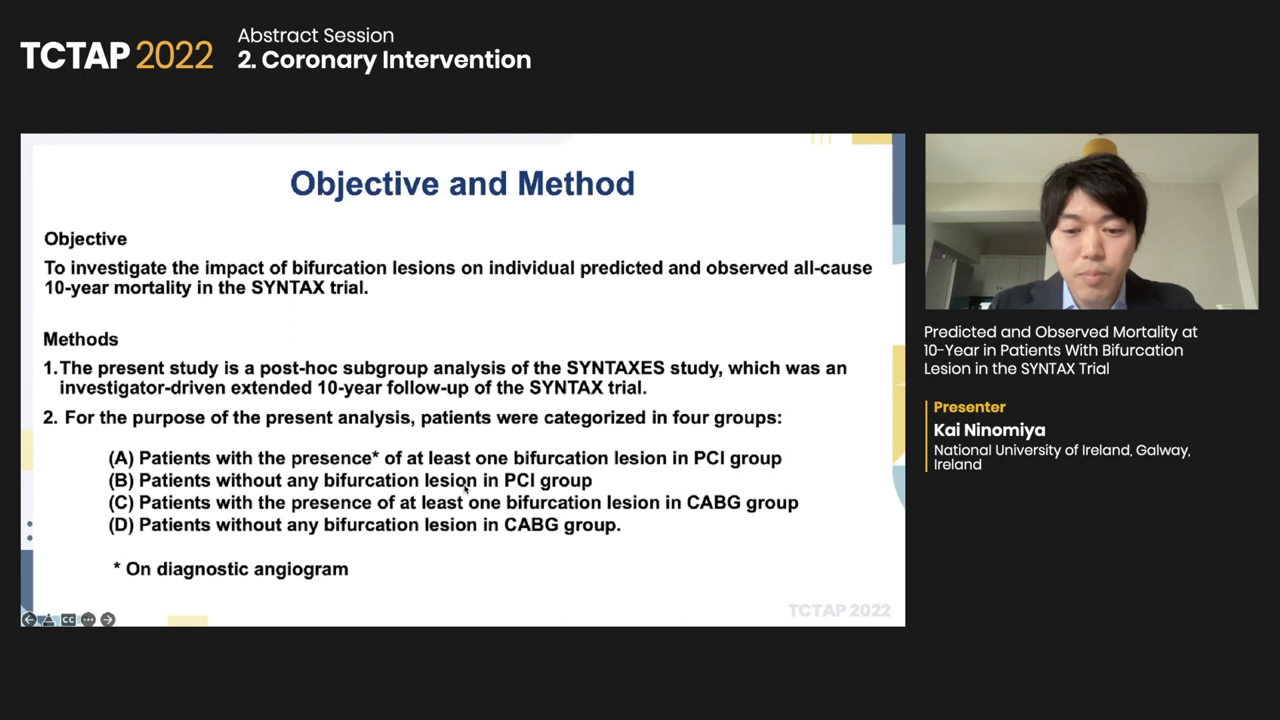 TCTAP 2022
Abstract Session
2. Coronary Intervention
Objective and Method
Objective
To investigate the impact of bifurcation lesions on individual predicted and observed all-cause
10-year mortality in the SYNTAX trial.
Methods
1.The present study is a post-hoc subgroup analysis of the SYNTAXES study, which was an
investigator-driven extended 10-year follow-up of the SYNTAX trial.
2. For the purpose of the present analysis, patients were categorized in four groups:
(A) Patients with the presence* of at least one bifurcation lesion in PCI group
(B) Patients without any bifurcation lesion in PCI group
(C) Patients with the presence of at least one bifurcation lesion in CABG group
(D) Patients without any bifurcation lesion in CABG group.
* On diagnostic angiogram
CC
TCTAP 2022
Predicted and Observed Mortality at
10-Year in Patients With Bifurcation
Lesion in the SYNTAX Trial
Presenter
Kai Ninomiya
National University of Ireland, Galway,
Ireland